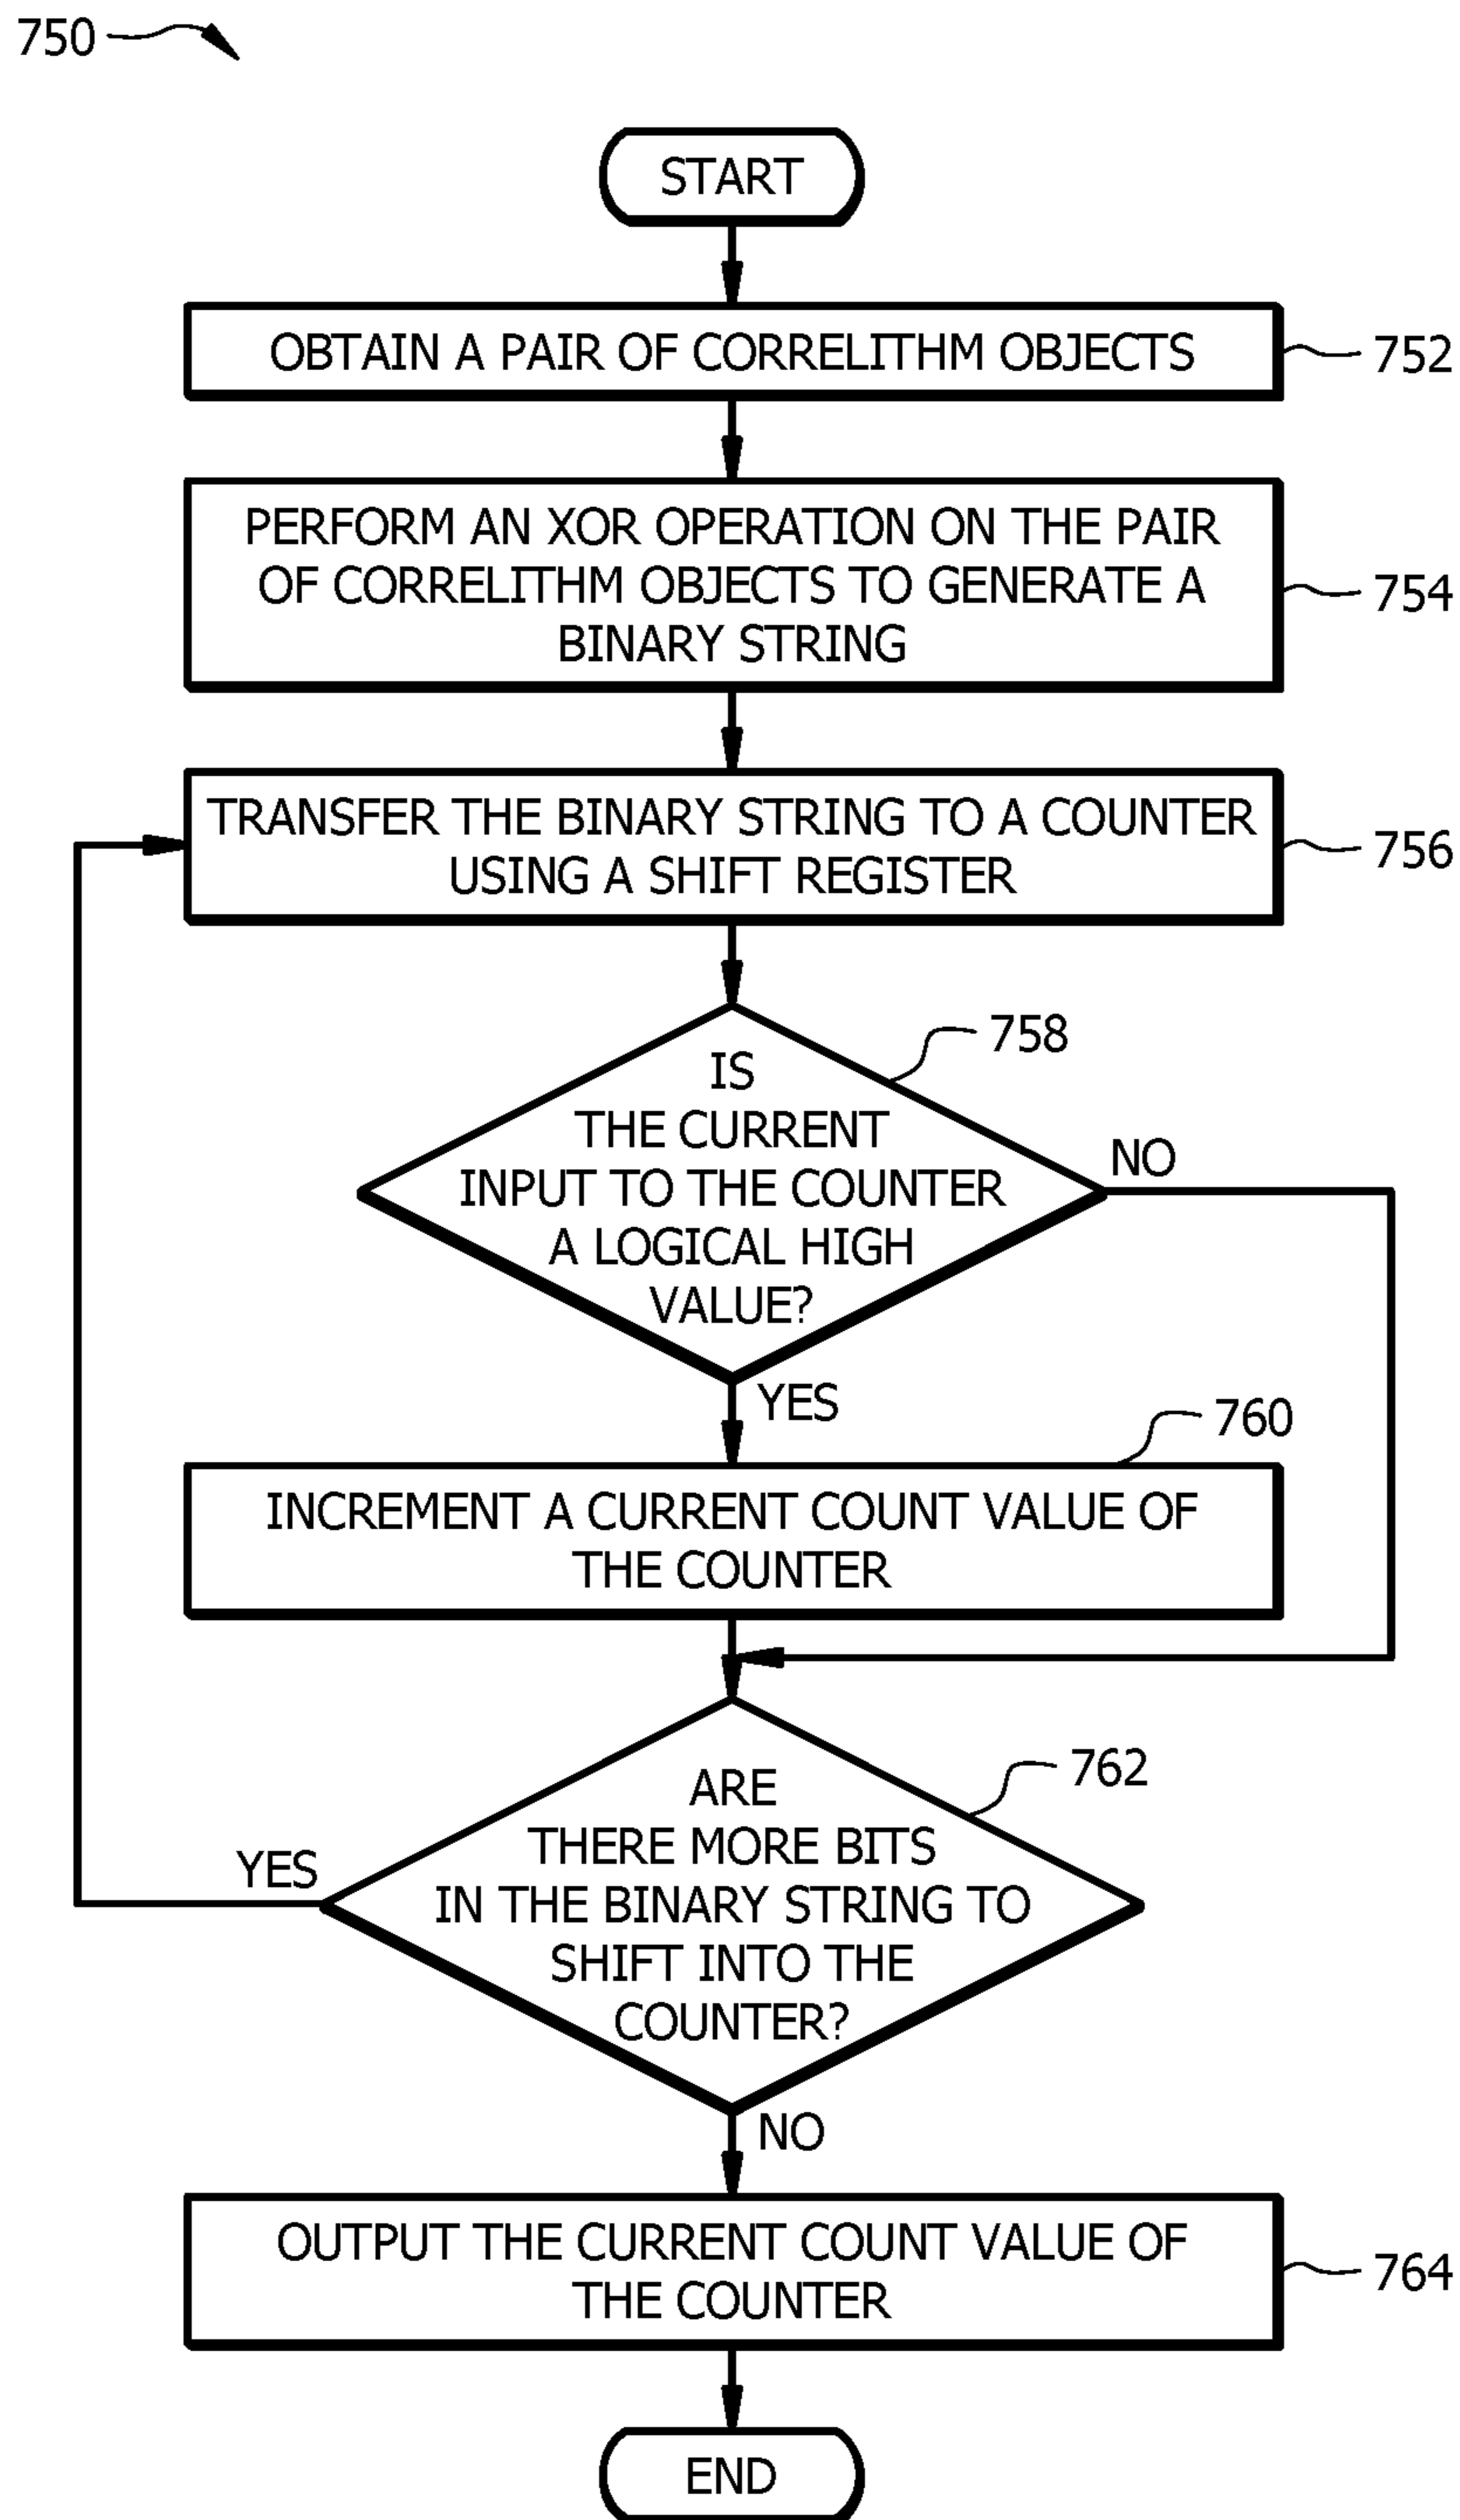 750
START
OBTAIN A PAIR OF CORRELITHM OBJECTS
752
PERFORM AN XOR OPERATION ON THE PAIR
OF CORRELITHM OBJECTS TO GENERATE A
BINARY STRING
754
TRANSFER THE BINARY STRING TO A COUNTER
USING A SHIFT REGISTER
756
758
IS
THE CURRENT
INPUT TO THE COUNTER
A LOGICAL HIGH
VALUE?
NO
YES
760
INCREMENT A CURRENT COUNT VALUE OF
THE COUNTER
762
ARE
THERE MORE BITS
IN THE BINARY STRING TO
SHIFT INTO THE
COUNTER?
YES
NO
OUTPUT THE CURRENT COUNT VALUE OF
THE COUNTER
764
END